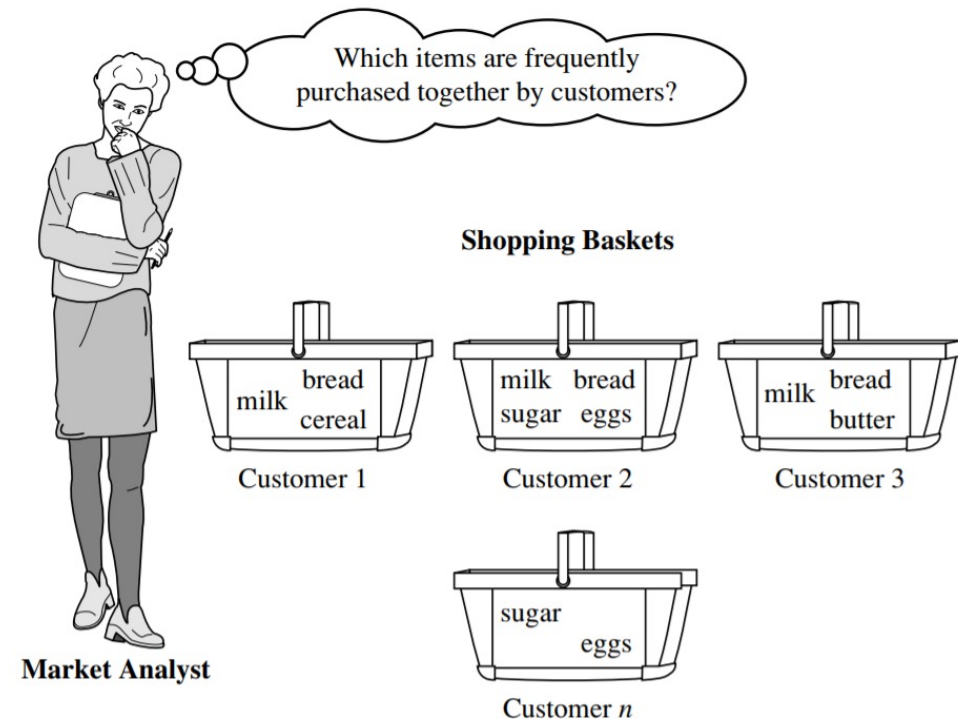 Which items are frequently
purchased together by customers?
Shopping Baskets
milk
bread
cereal
Customer 1
milk bread
sugar eggs
Customer 2
milk
bread
butter
Customer 3
sugar
eggs
Customer n
Market Analyst